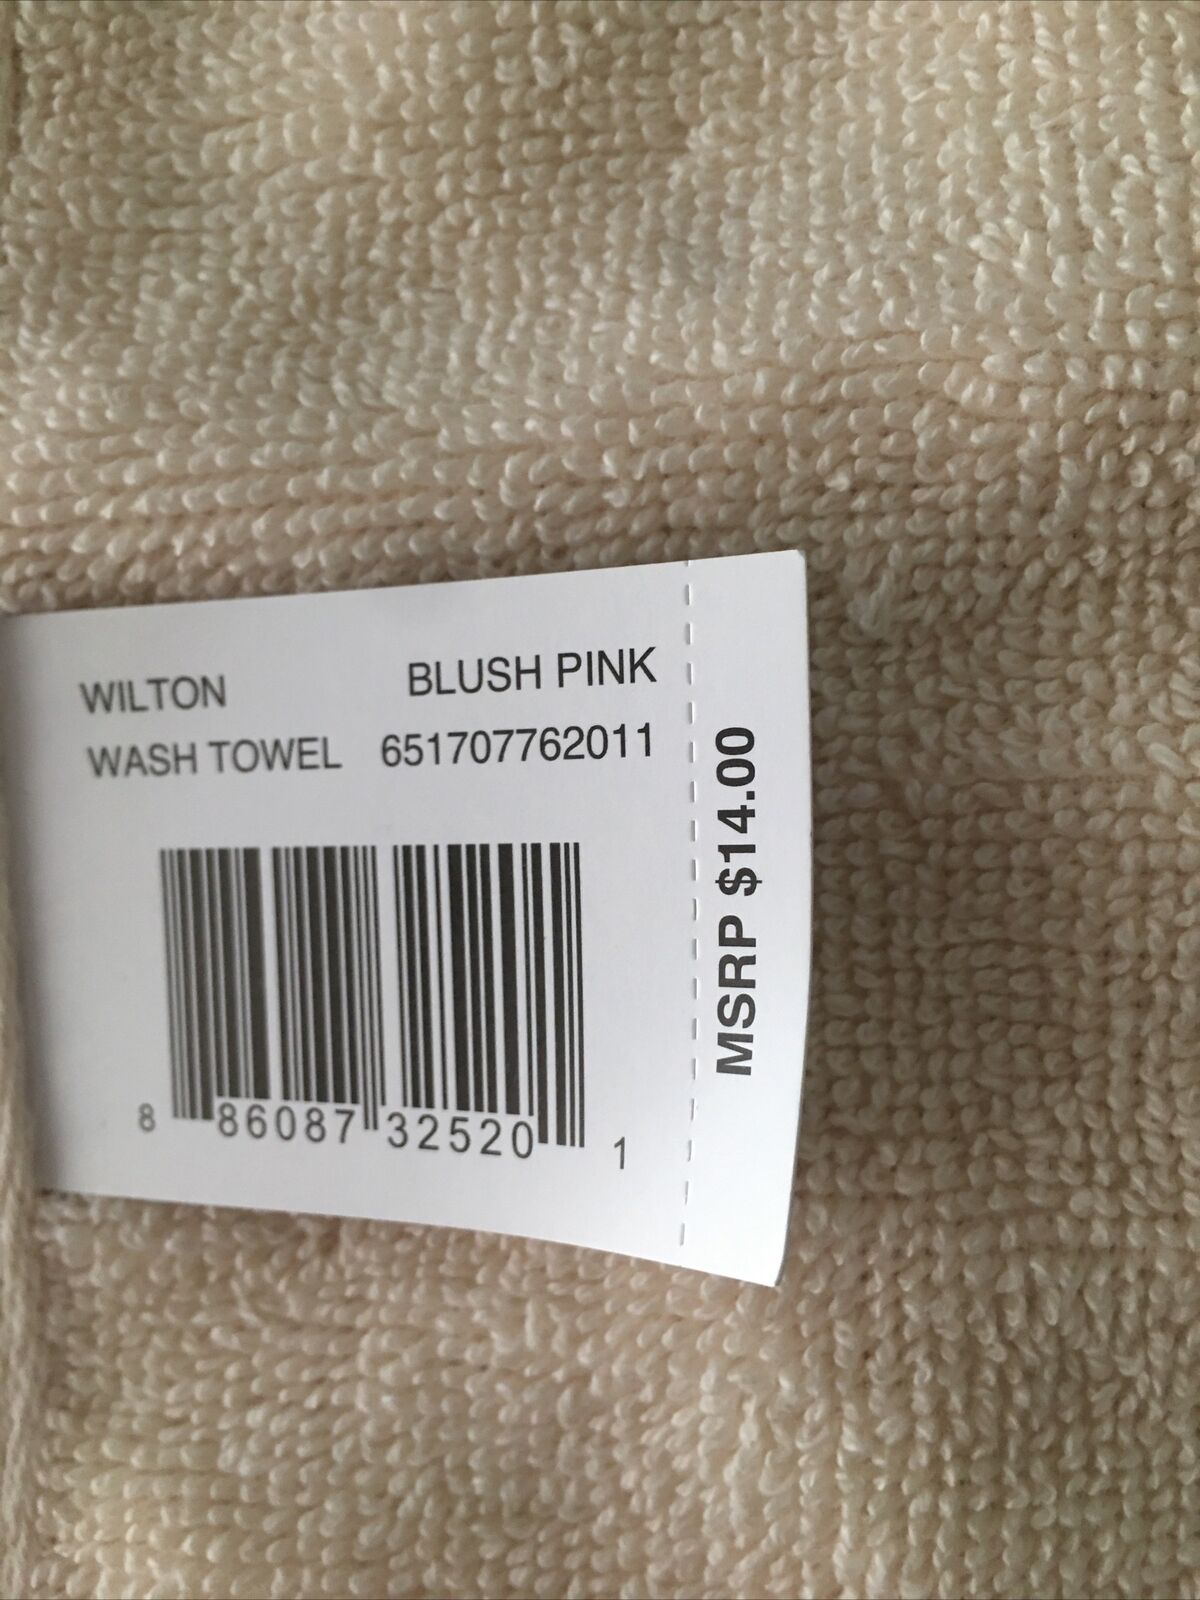 WILTON BLUSH PINK
WASH TOWEL 651707762011
8 86087 32520 1
MSRP $14.00